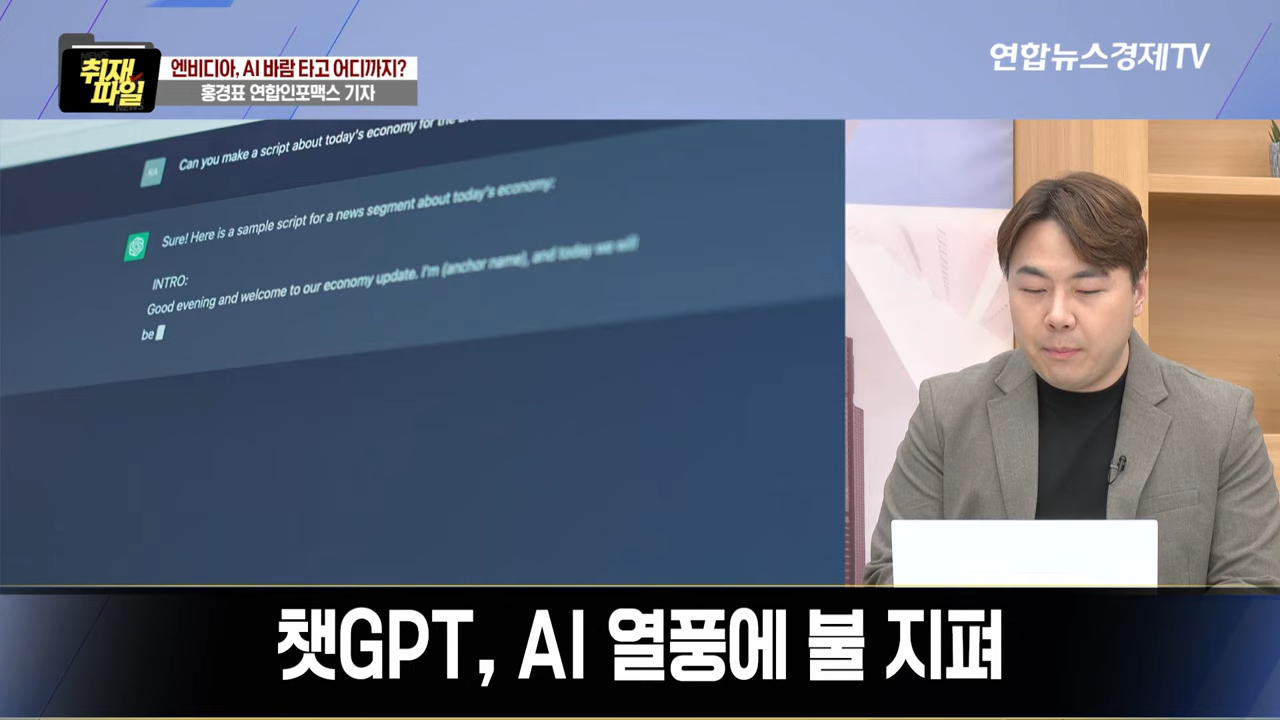 취재
파일
엔비디아, AI 바람 타고 어디까지?
홍경표 연합인포맥스 기자
연합뉴스경제TV
Can you make a script about today's economy for the
Sure! Here is a sample script for a news segment about today's economy:
INTRO:
Good evening and welcome to our economy update. I'm (anchor name), and today we will
be
챗GPT, AI 열풍에 불 지펴